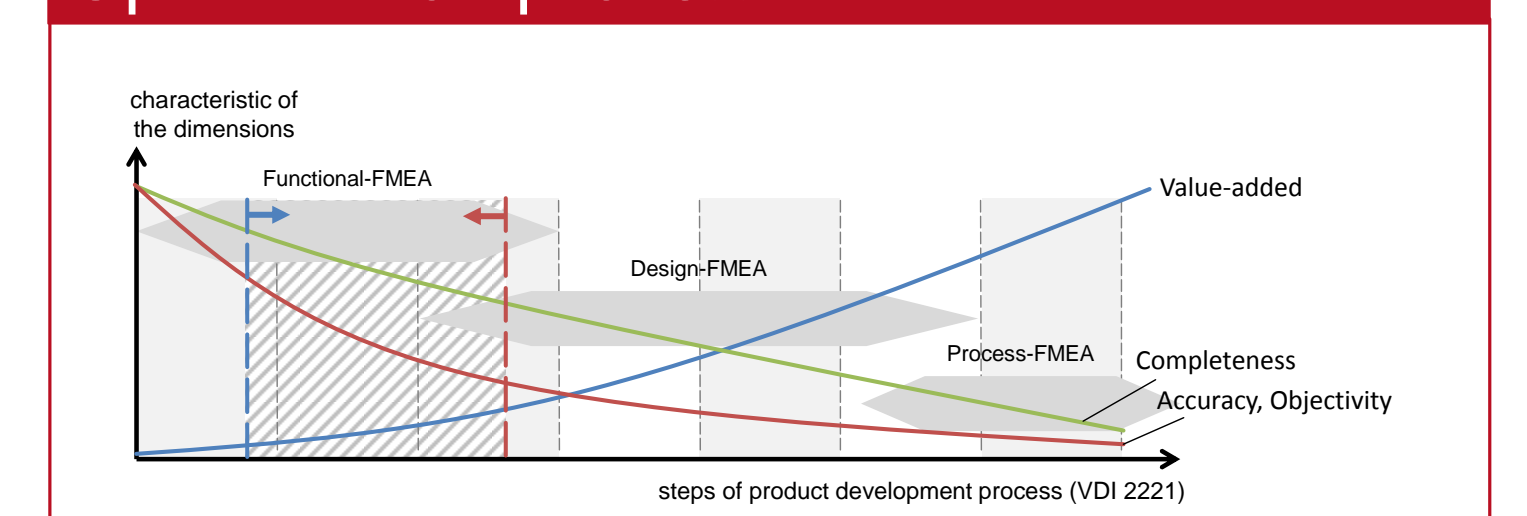 characteristic of
the dimensions
Functional-FMEA
Value-added
Design-FMEA
Process-FMEA
Completeness
Accuracy, Objectivity
steps of product development process (VDI 2221)